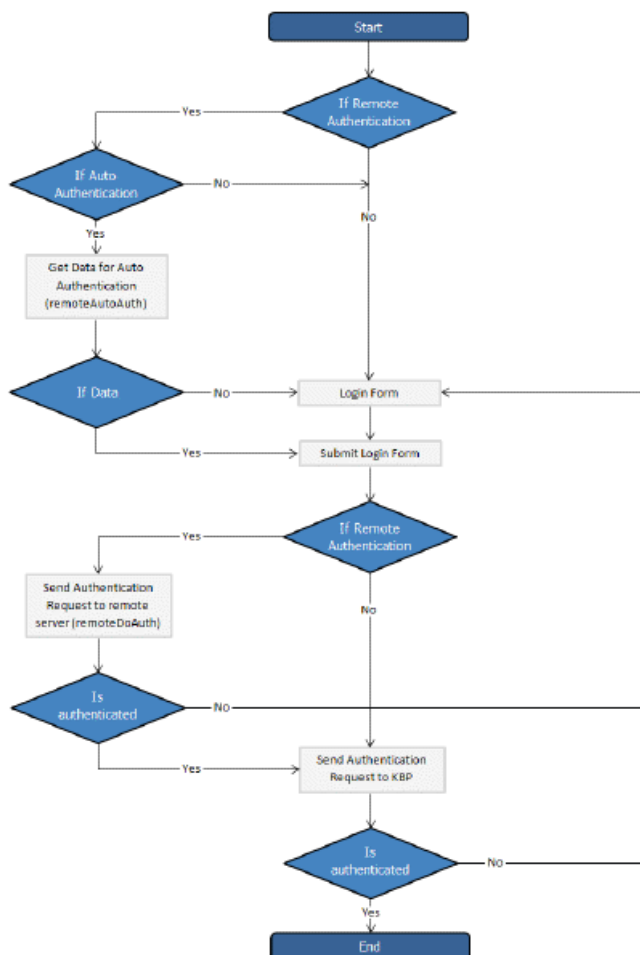 Start
If Remote
Authentication
Yes
If Auto
Authentication
No
No
Yes
Get Data for Auto
Authentication
(remoteAutoAuth)
If Data
No
Login Form
Yes
Submit Login Form
If Remote
Authentication
Yes
Send Authentication
Request to remote
server (remoteDoAuth)
No
Is
authenticated
No
Send Authentication
Request to KBP
Yes
Is
authenticated
No
Yes
End